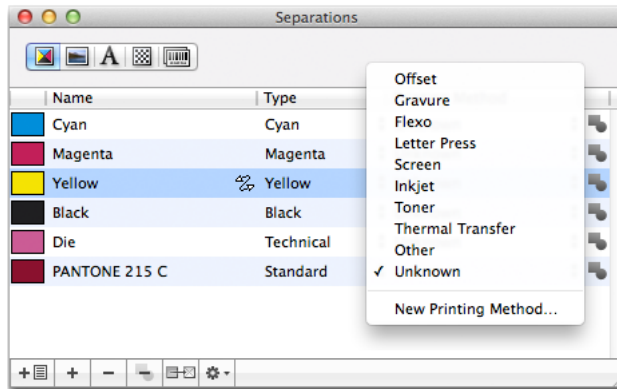 Separations
A
Name Type
Cyan Cyan
Magenta Magenta
Yellow Yellow
Black Black
Die Technical
PANTONE 215 C Standard
Offset
Gravure
Flexo
Letter Press
Screen
Inkjet
Toner
Thermal Transfer
Other
✓ Unknown
New Printing Method...